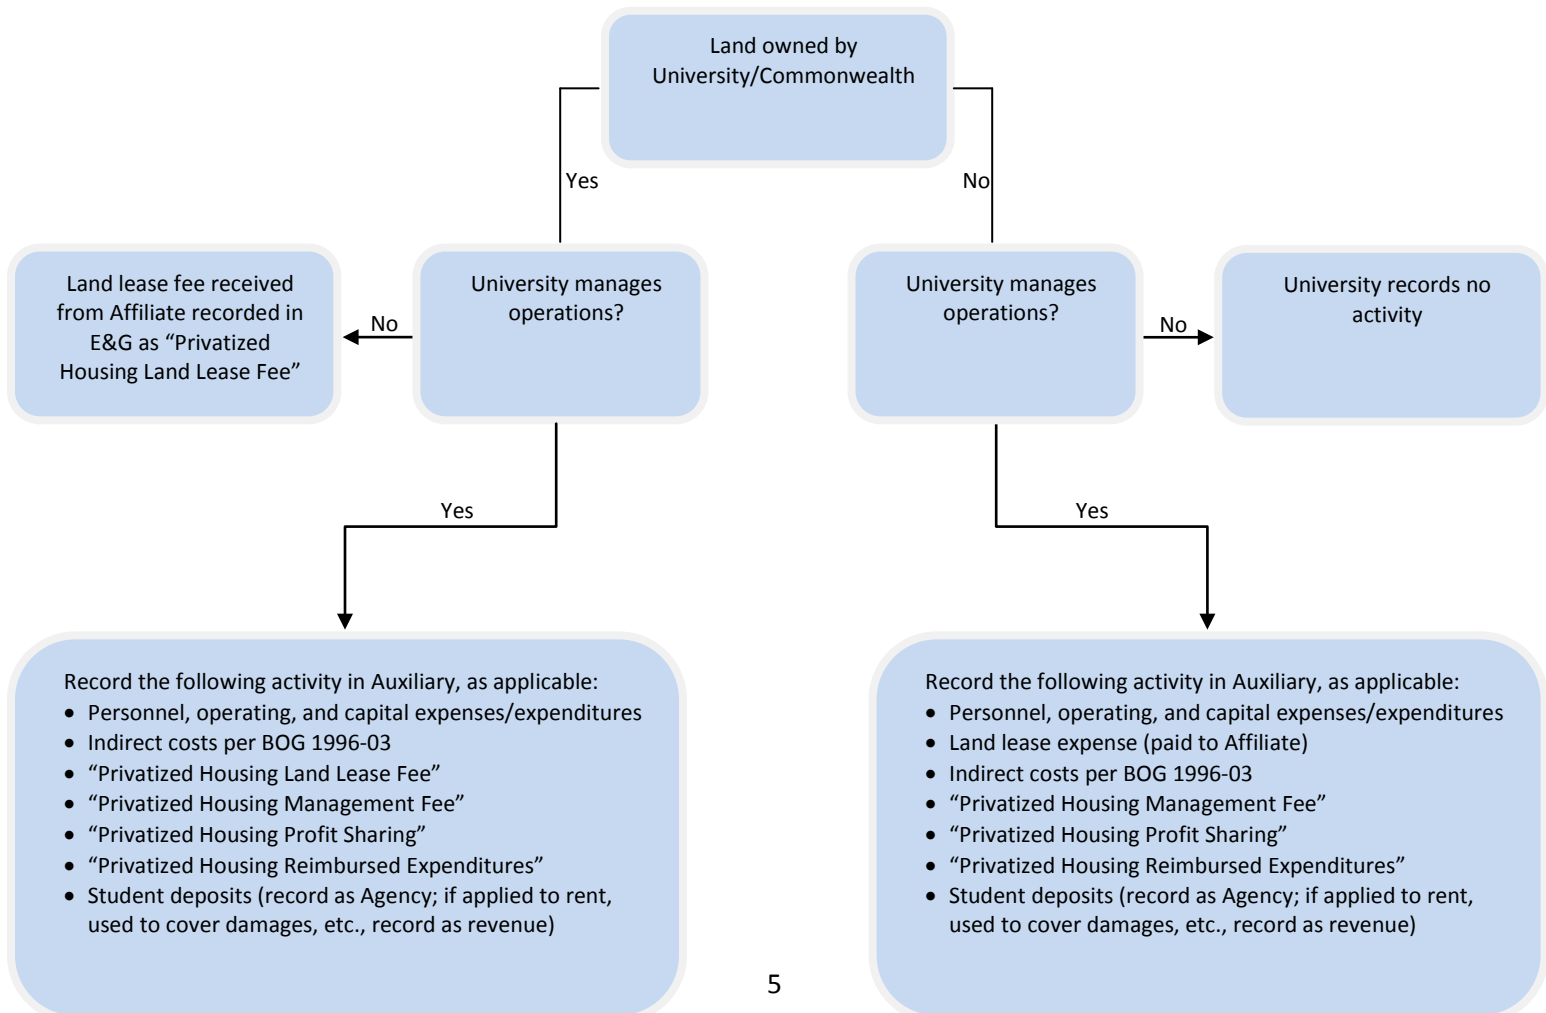 Land owned by
University/Commonwealth
Yes
No
Land lease fee received
from Affiliate recorded in
E&G as “Privatized
Housing Land Lease Fee”
No
University manages
operations?
University manages
operations?
No
University records no
activity
Yes
Yes
Record the following activity in Auxiliary, as applicable:
• Personnel, operating, and capital expenses/expenditures
• Indirect costs per BOG 1996-03
• “Privatized Housing Land Lease Fee”
• “Privatized Housing Management Fee”
• “Privatized Housing Profit Sharing”
• “Privatized Housing Reimbursed Expenditures”
• Student deposits (record as Agency; if applied to rent,
used to cover damages, etc., record as revenue)
Record the following activity in Auxiliary, as applicable:
• Personnel, operating, and capital expenses/expenditures
• Land lease expense (paid to Affiliate)
• Indirect costs per BOG 1996-03
• “Privatized Housing Management Fee”
• “Privatized Housing Profit Sharing”
• “Privatized Housing Reimbursed Expenditures”
• Student deposits (record as Agency; if applied to rent,
used to cover damages, etc., record as revenue)
5